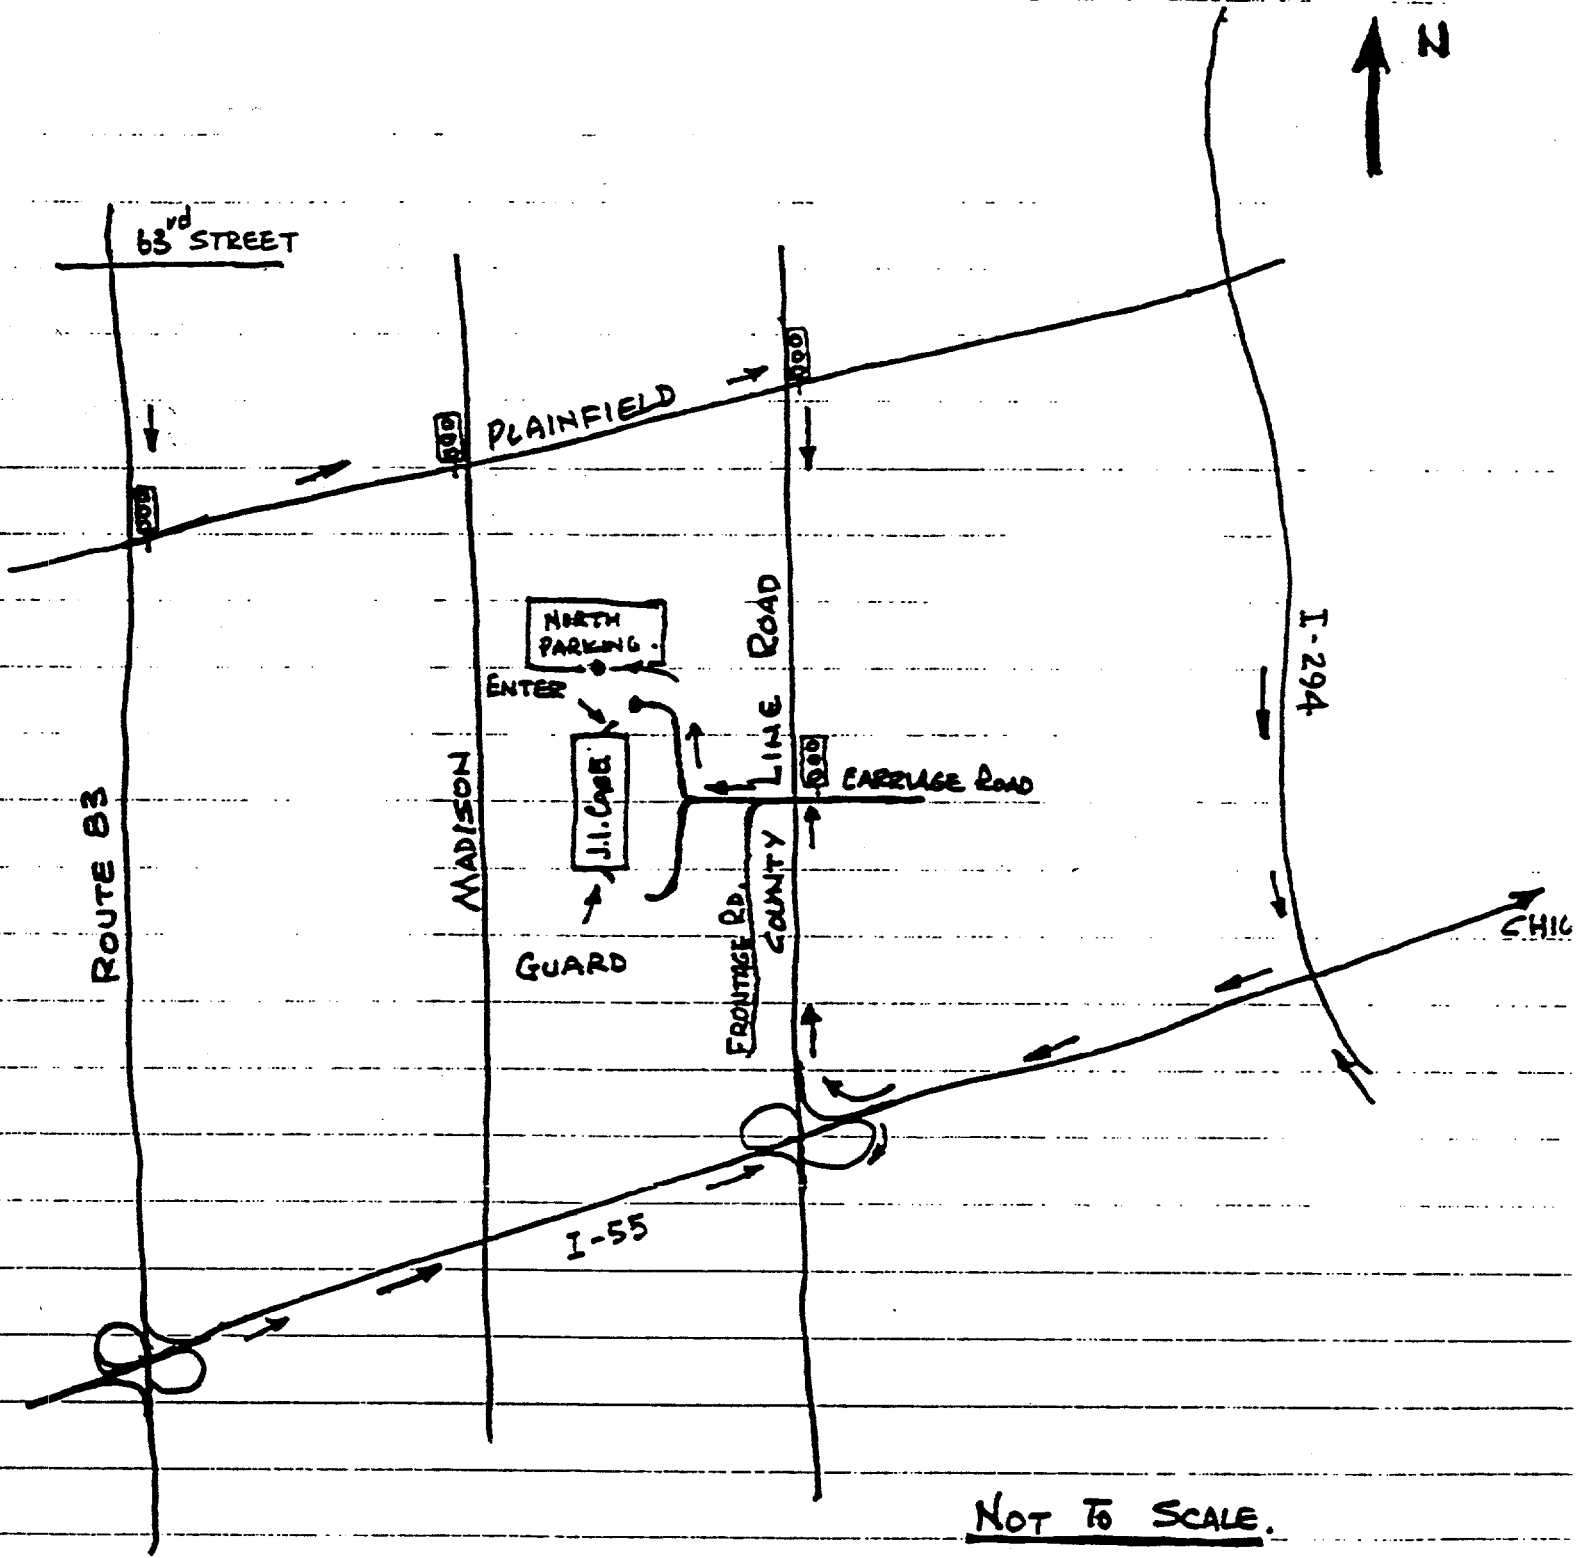 N
63rd STREET
PLAINFIELD
NORTH
PARKING.
ENTER
J.I. CASE
GUARD
MADISON
ROUTE 83
COUNTY LINE ROAD
CARRIAGE ROAD
FRONTAGE RD.
I-294
CHIC
I-55
NOT TO SCALE.